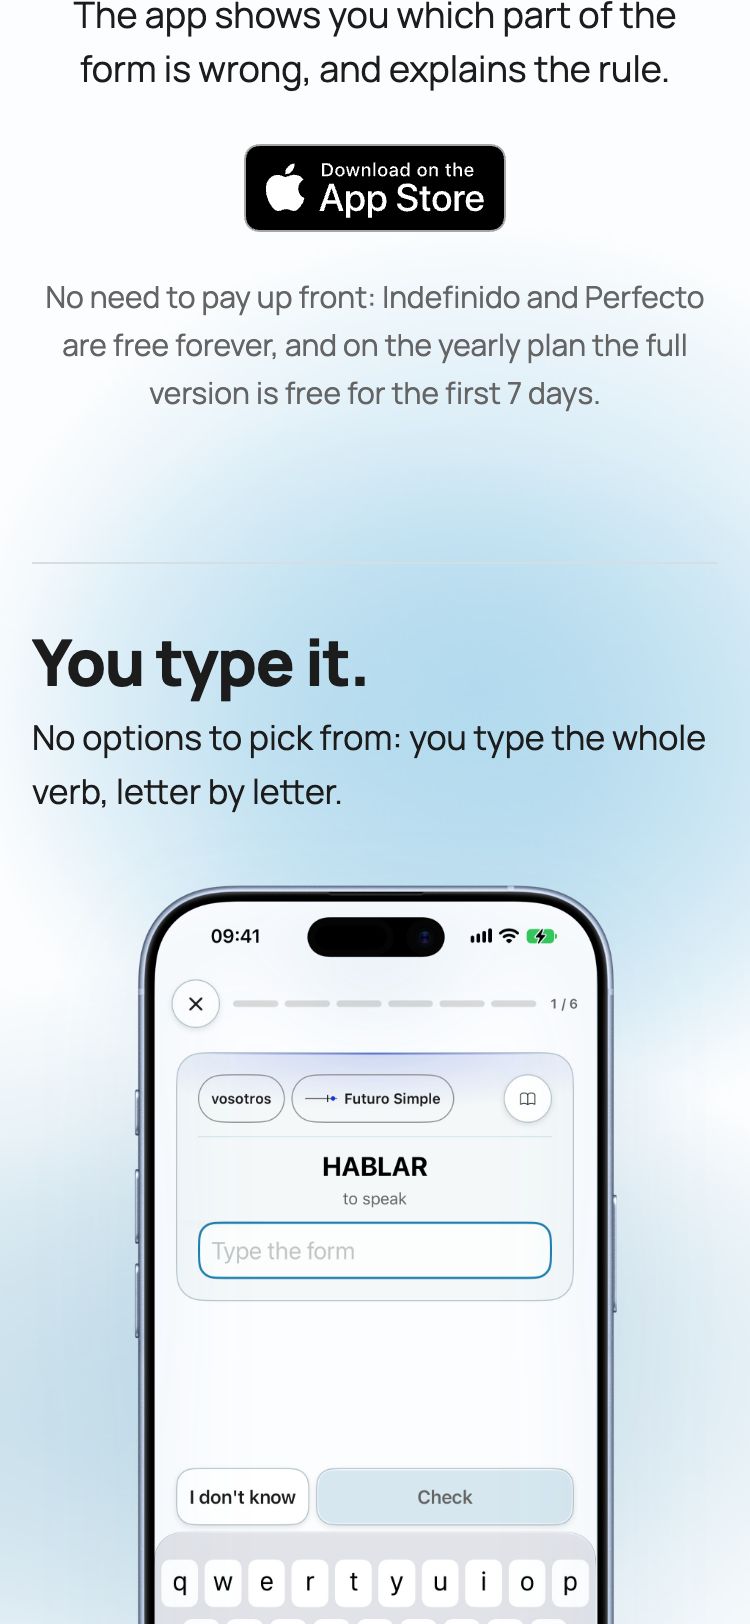 The app shows you which part of the
form is wrong, and explains the rule.
Download on the
App Store
No need to pay up front: Indefinido and Perfecto
are free forever, and on the yearly plan the full
version is free for the first 7 days.
You type it.
No options to pick from: you type the whole
verb, letter by letter.
09:41
1 / 6
vosotros
Futuro Simple
HABLAR
to speak
Type the form
I don't know
Check
q w e r t y u i o p